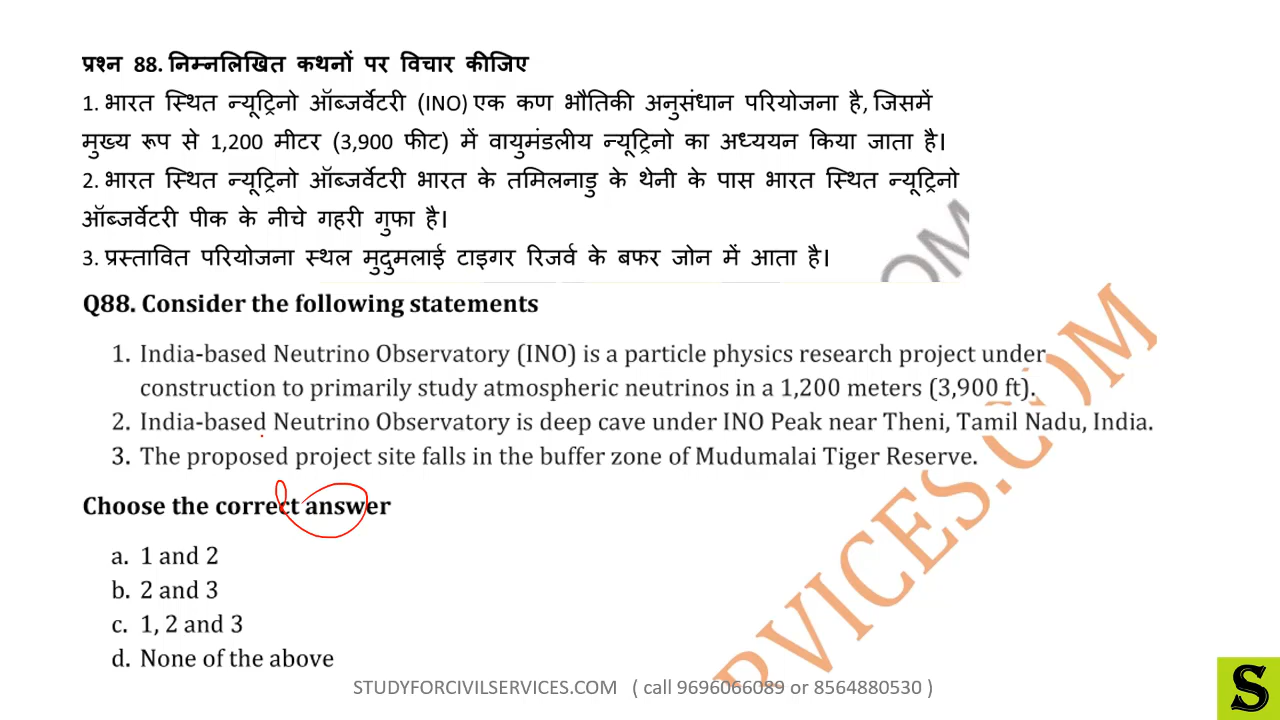 प्रश्न 88. निम्नलिखित कथनों पर विचार कीजिए
1. भारत स्थित न्यूट्रिनो ऑब्जर्वेटरी (INO) एक कण भौतिकी अनुसंधान परियोजना है, जिसमें
मुख्य रूप से 1,200 मीटर (3,900 फीट) में वायुमंडलीय न्यूट्रिनो का अध्ययन किया जाता है।
2. भारत स्थित न्यूट्रिनो ऑब्जर्वेटरी भारत के तमिलनाडु के थेनी के पास भारत स्थित न्यूट्रिनो
ऑब्जर्वेटरी पीक के नीचे गहरी गुफा है।
3. प्रस्तावित परियोजना स्थल मुदुमलाई टाइगर रिजर्व के बफर जोन में आता है।
Q88. Consider the following statements
1. India-based Neutrino Observatory (INO) is a particle physics research project under
construction to primarily study atmospheric neutrinos in a 1,200 meters (3,900 ft).
2. India-based Neutrino Observatory is deep cave under INO Peak near Theni, Tamil Nadu, India.
3. The proposed project site falls in the buffer zone of Mudumalai Tiger Reserve.
Choose the correct answer
a. 1 and 2
b. 2 and 3
c. 1, 2 and 3
d. None of the above
RVICES.COM
OM
STUDYFORCIVILSERVICES.COM ( call 9696066089 or 8564880530 )
S